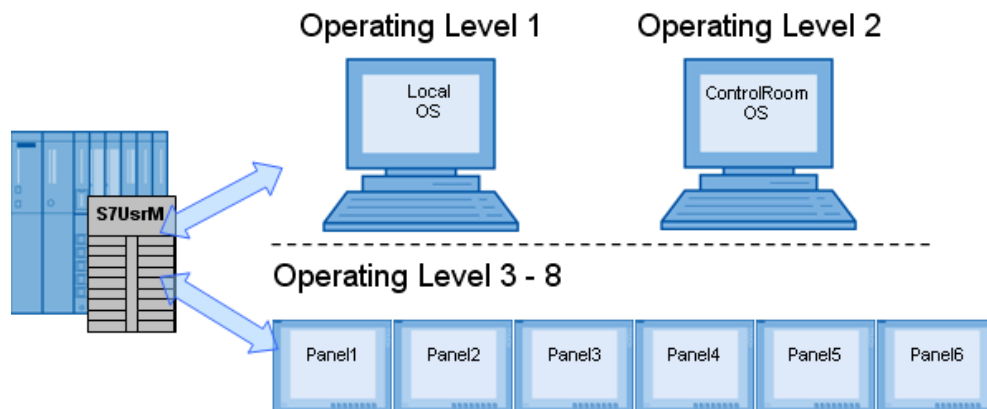 Operating Level 1
Operating Level 2
Local
OS
ControlRoom
OS
S7UsrM
Operating Level 3 - 8
Panel1
Panel2
Panel3
Panel4
Panel5
Panel6